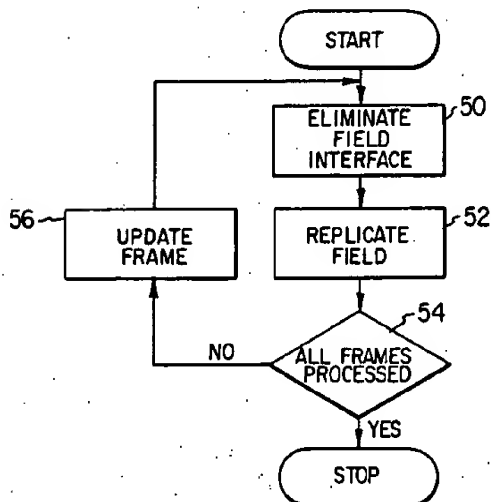 START
50
ELIMINATE
FIELD
INTERFACE
52
REPLICATE
FIELD
56
UPDATE
FRAME
54
ALL FRAMES
PROCESSED
NO
YES
STOP